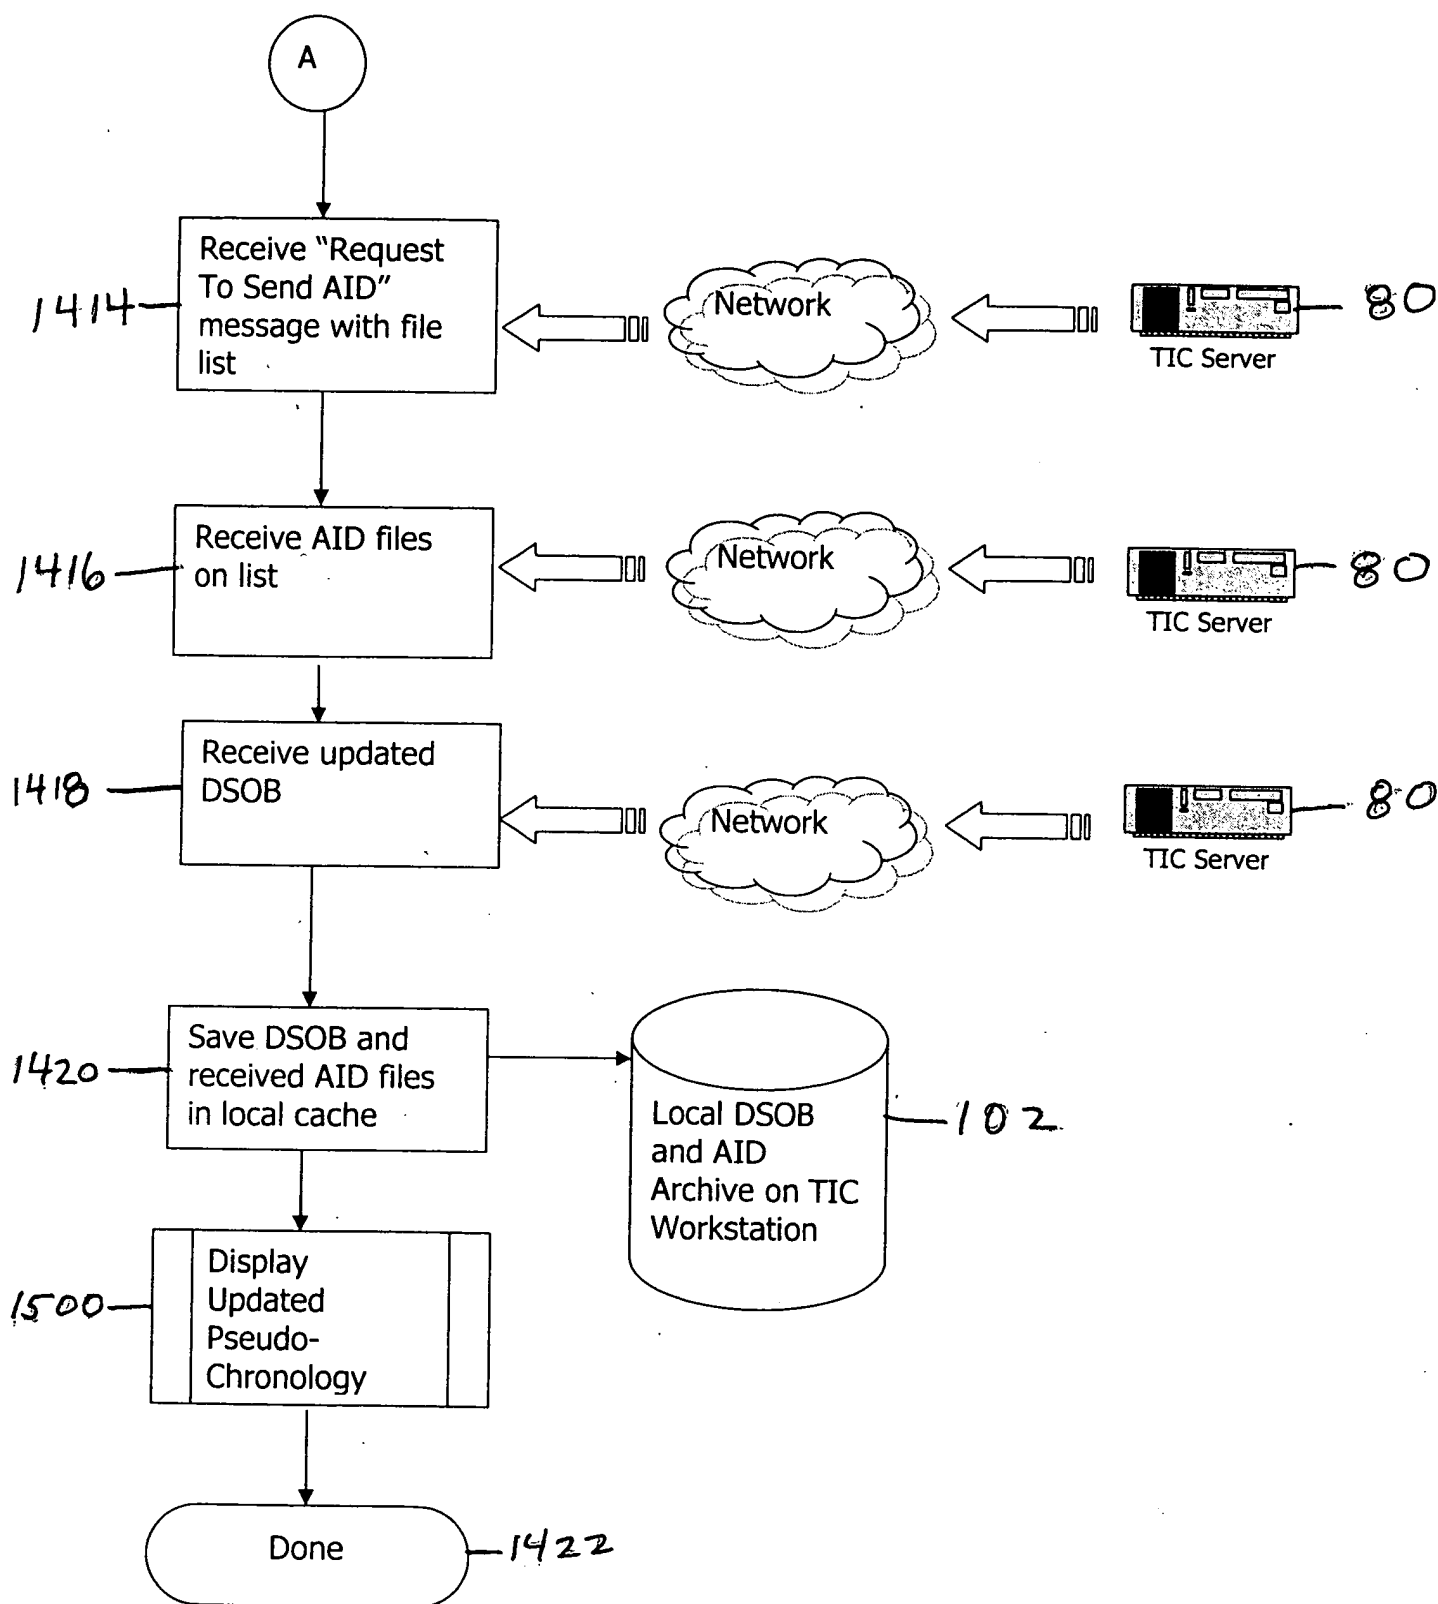 A
Receive “Request
To Send AID”
message with file
list
1414
Network
TIC Server
80
Receive AID files
on list
1416
Network
TIC Server
80
Receive updated
DSOB
1418
Network
TIC Server
80
Save DSOB and
received AID files
in local cache
1420
Local DSOB
and AID
Archive on TIC
Workstation
102
Display
Updated
Pseudo-
Chronology
1500
Done
1422